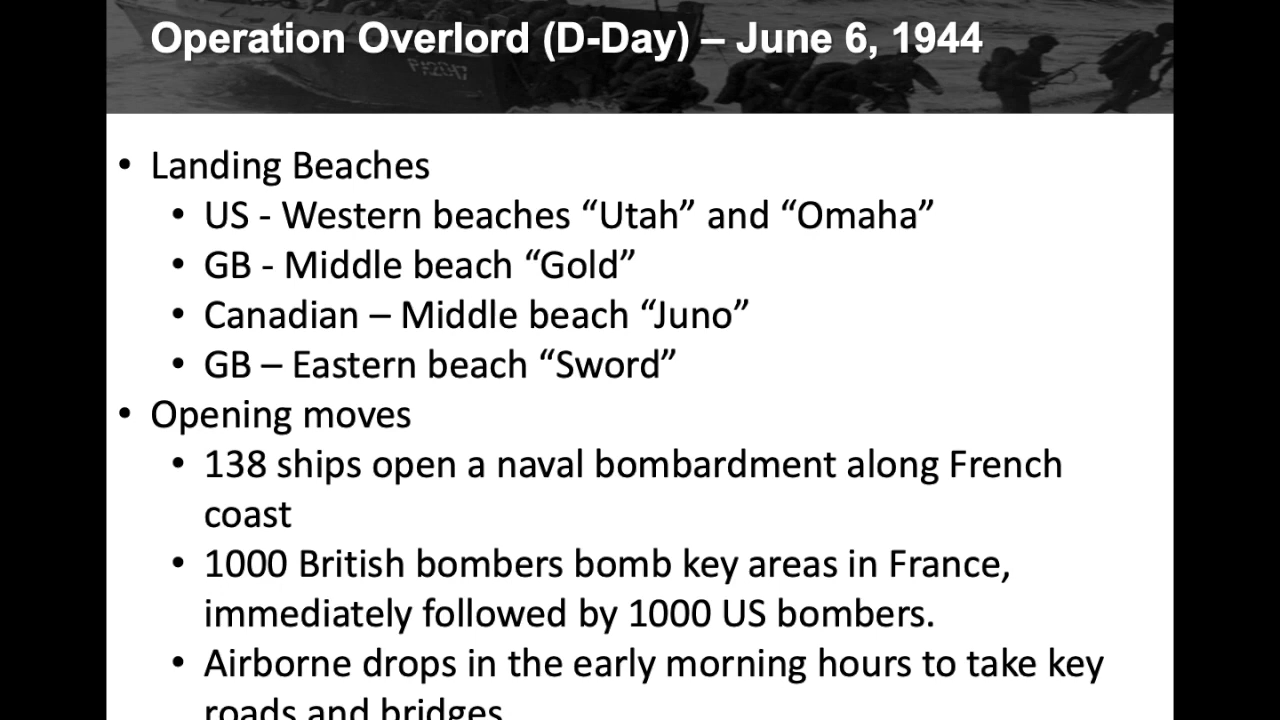 Operation Overlord (D-Day) – June 6, 1944
• Landing Beaches
• US - Western beaches “Utah” and “Omaha”
• GB - Middle beach “Gold”
• Canadian – Middle beach “Juno”
• GB – Eastern beach “Sword”
• Opening moves
• 138 ships open a naval bombardment along French
coast
• 1000 British bombers bomb key areas in France,
immediately followed by 1000 US bombers.
• Airborne drops in the early morning hours to take key
roads and bridges